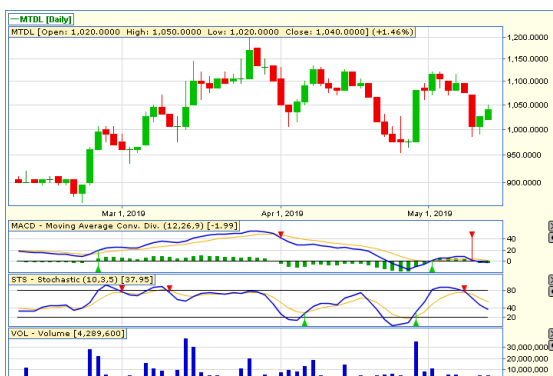 MTDL [Daily]
MTDL [Open: 1,020.0000 High: 1,050.0000 Low: 1,020.0000 Close: 1,040.0000] (+1.46%)
1,200.0000
1,150.0000
1,100.0000
1,050.0000
1,000.0000
950.0000
900.0000
Mar 1, 2019 Apr 1, 2019 May 1, 2019
MACD - Moving Average Conv. Div. (12,26,9) [-1.99]
40
20
0
STS - Stochastic (10,3,5) [37.95]
80
40
20
VOL - Volume [4,289,600]
30,000,000
20,000,000
10,000,000